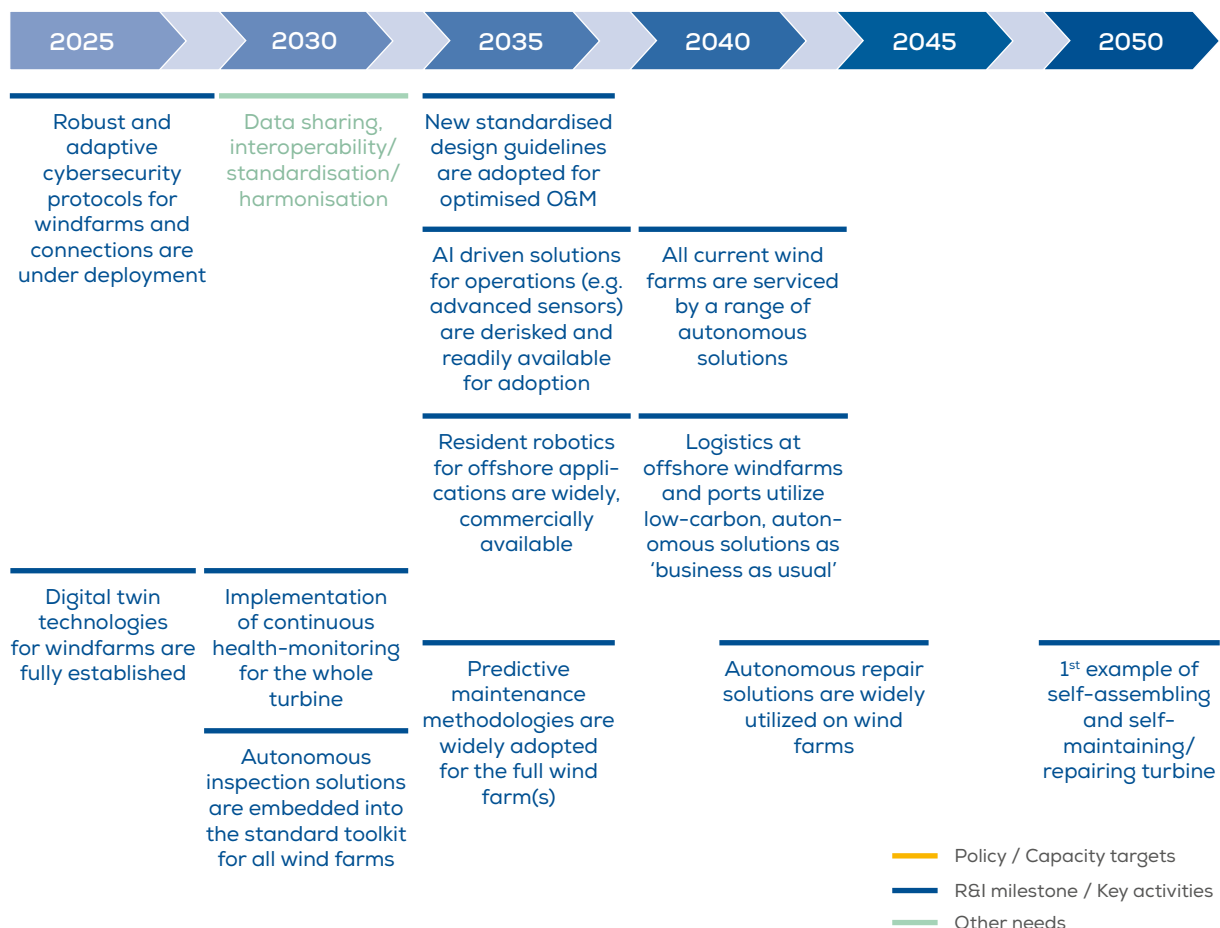 2025
2030
2035
2040
2045
2050
Robust and
adaptive
cybersecurity
protocols for
windfarms and
connections are
under deployment
Data sharing,
interoperability/
standardisation/
harmonisation
New standardised
design guidelines
are adopted for
optimised O&M
AI driven solutions
for operations (e.g.
advanced sensors)
are derisked and
readily available
for adoption
All current wind
farms are serviced
by a range of
autonomous
solutions
Resident robotics
for offshore appli-
cations are widely,
commercially
available
Logistics at
offshore windfarms
and ports utilize
low-carbon, auton-
omous solutions as
‘business as usual’
Digital twin
technologies
for windfarms are
fully established
Implementation
of continuous
health-monitoring
for the whole
turbine
Autonomous
inspection solutions
are embedded into
the standard toolkit
for all wind farms
Predictive
maintenance
methodologies are
widely adopted
for the full wind
farm(s)
Autonomous repair
solutions are widely
utilized on wind
farms
1st example of
self-assembling
and self-
maintaining/
repairing turbine
Policy / Capacity targets
R&I milestone / Key activities
Other needs